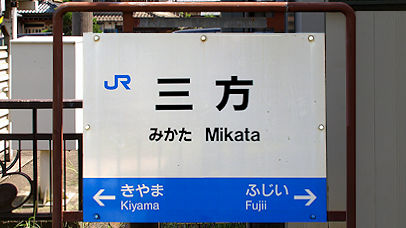 JR
三方
みかた Mikata
← きやま ふじい →
Kiyama Fujii